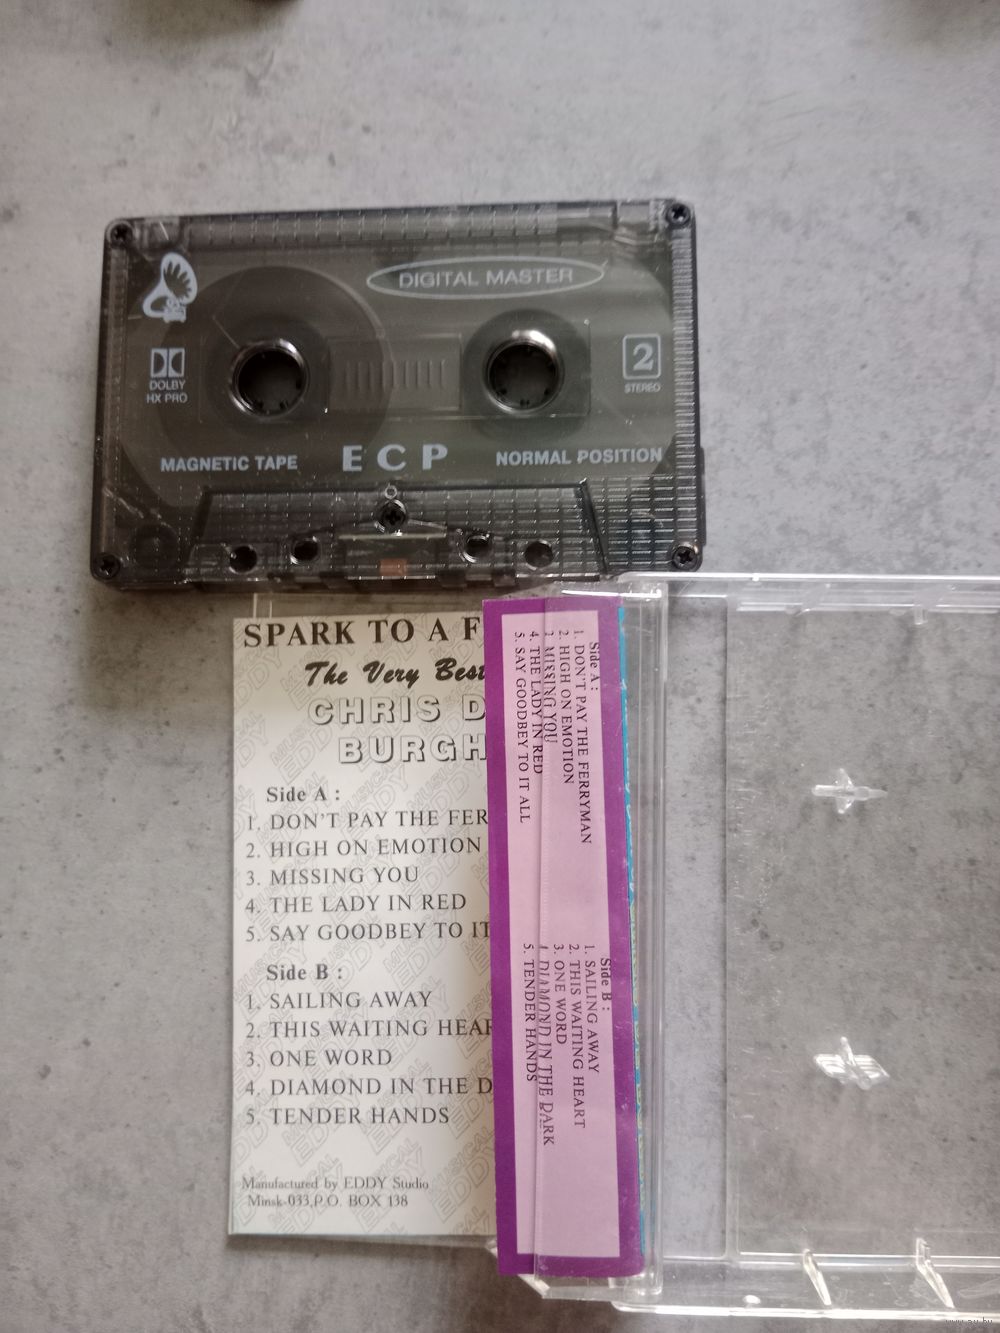 DIGITAL MASTER
DOLBY
HX PRO
2
STEREO
MAGNETIC TAPE
ECP
NORMAL POSITION
SPARK TO A F
The Very Best
CHRIS D
BURGH
Side A :
1. DON'T PAY THE FER
2. HIGH ON EMOTION
3. MISSING YOU
4. THE LADY IN RED
5. SAY GOODBEY TO IT
Side B :
1. SAILING AWAY
2. THIS WAITING HEAR
3. ONE WORD
4. DIAMOND IN THE D
5. TENDER HANDS
Manufactured by EDDY Studio
Minsk-033,P.O. BOX 138
Side A :
1. DON'T PAY THE FERRYMAN
2. HIGH ON EMOTION
3. MISSING YOU
4. THE LADY IN RED
5. SAY GOODBEY TO IT ALL
Side B :
1. SAILING AWAY
2. THIS WAITING HEART
3. ONE WORD
4. DIAMOND IN THE DARK
5. TENDER HANDS